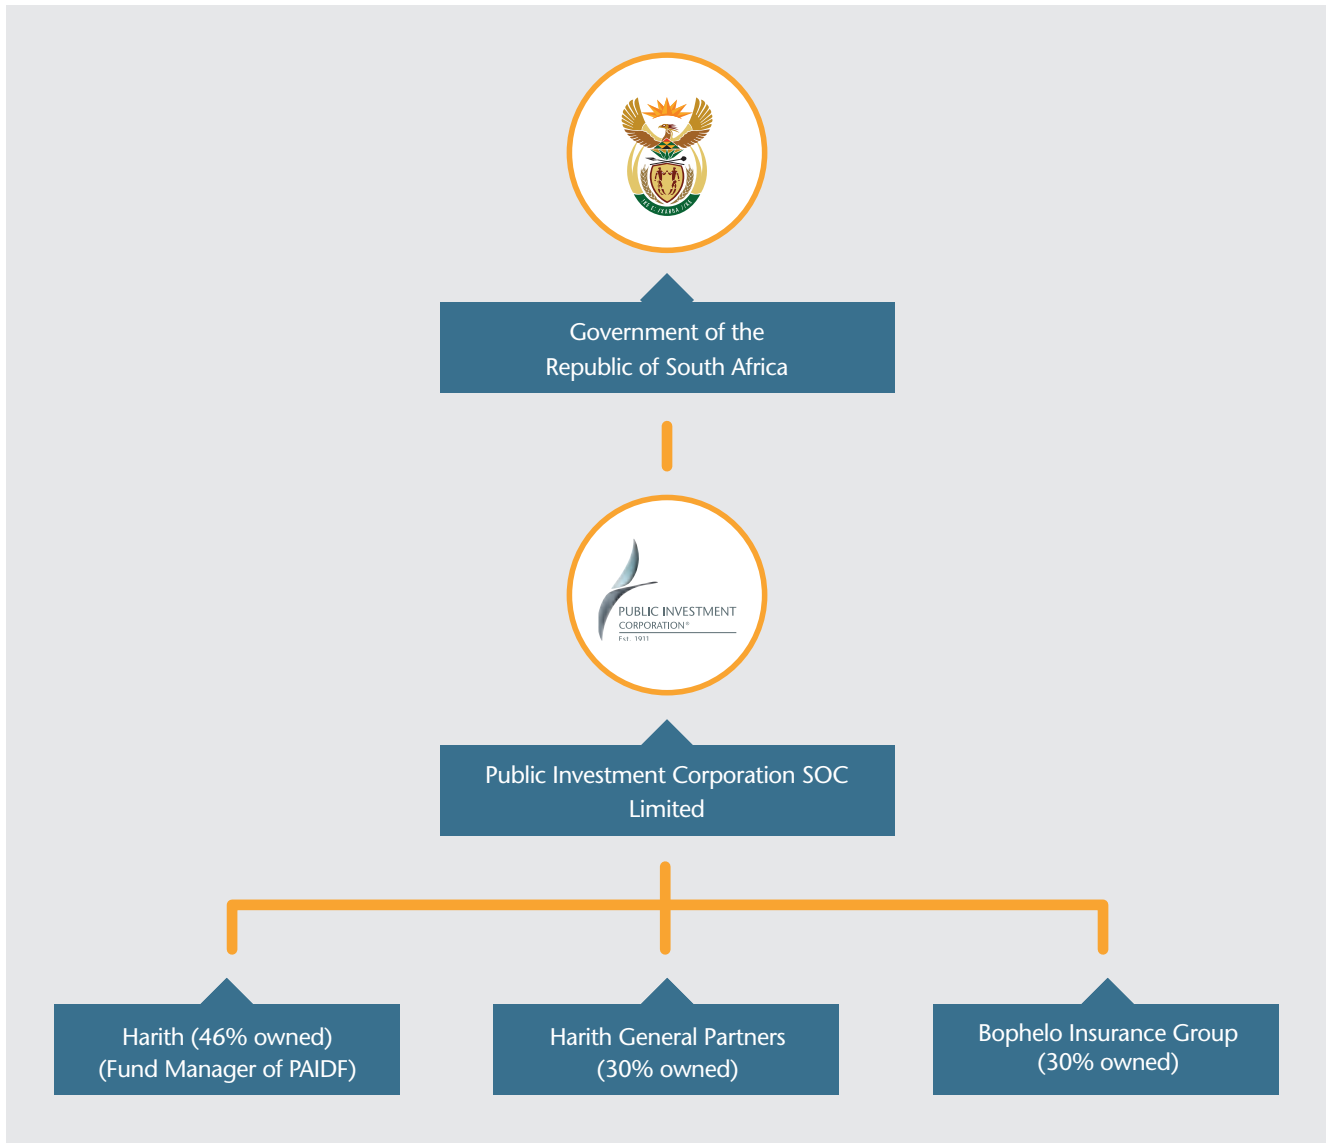 Government of the
Republic of South Africa
PUBLIC INVESTMENT
CORPORATION®
Est. 1911
Public Investment Corporation SOC
Limited
Harith (46% owned)
(Fund Manager of PAIDF)
Harith General Partners
(30% owned)
Bophelo Insurance Group
(30% owned)